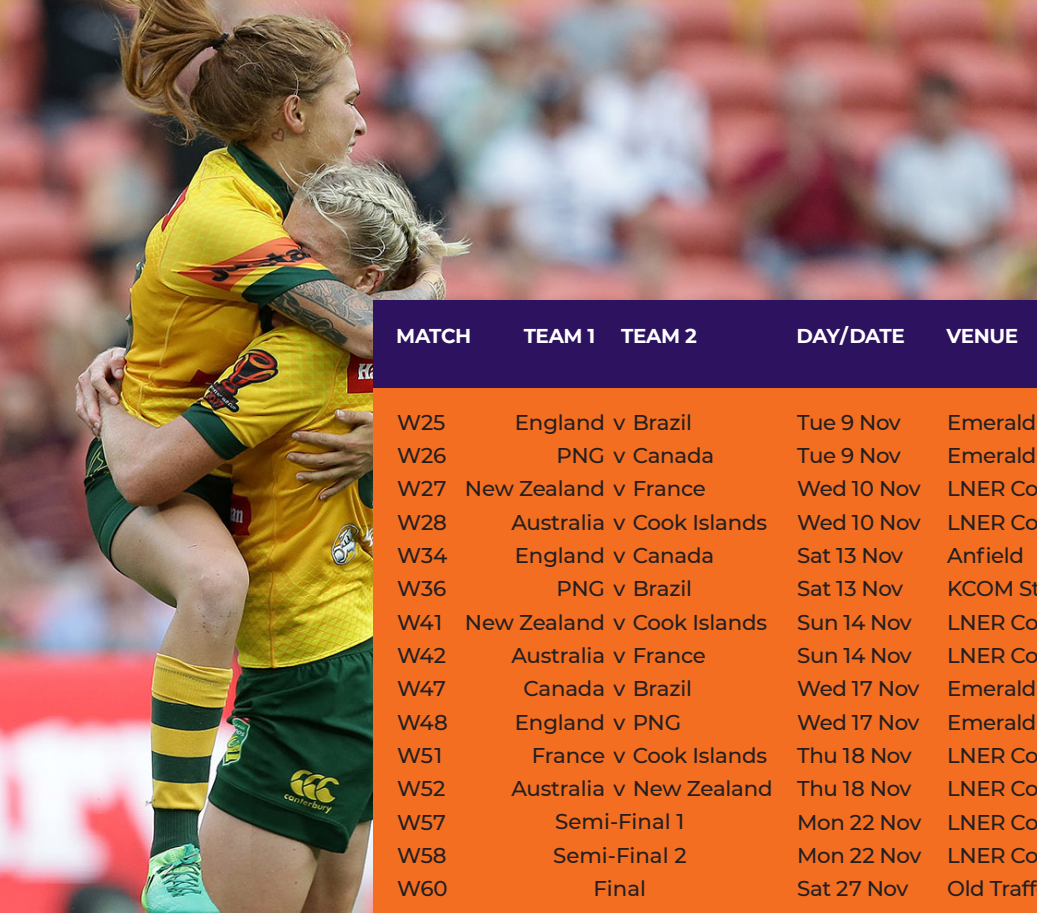 MATCH TEAM 1 TEAM 2 DAY/DATE VENUE
W25 England v Brazil Tue 9 Nov Emerald
W26 PNG v Canada Tue 9 Nov Emerald
W27 New Zealand v France Wed 10 Nov LNER Co
W28 Australia v Cook Islands Wed 10 Nov LNER Co
W34 England v Canada Sat 13 Nov Anfield
W36 PNG v Brazil Sat 13 Nov KCOM St
W41 New Zealand v Cook Islands Sun 14 Nov LNER Co
W42 Australia v France Sun 14 Nov LNER Co
W47 Canada v Brazil Wed 17 Nov Emerald
W48 England v PNG Wed 17 Nov Emerald
W51 France v Cook Islands Thu 18 Nov LNER Co
W52 Australia v New Zealand Thu 18 Nov LNER Co
W57 Semi-Final 1 Mon 22 Nov LNER Co
W58 Semi-Final 2 Mon 22 Nov LNER Co
W60 Final Sat 27 Nov Old Traff
canterbury